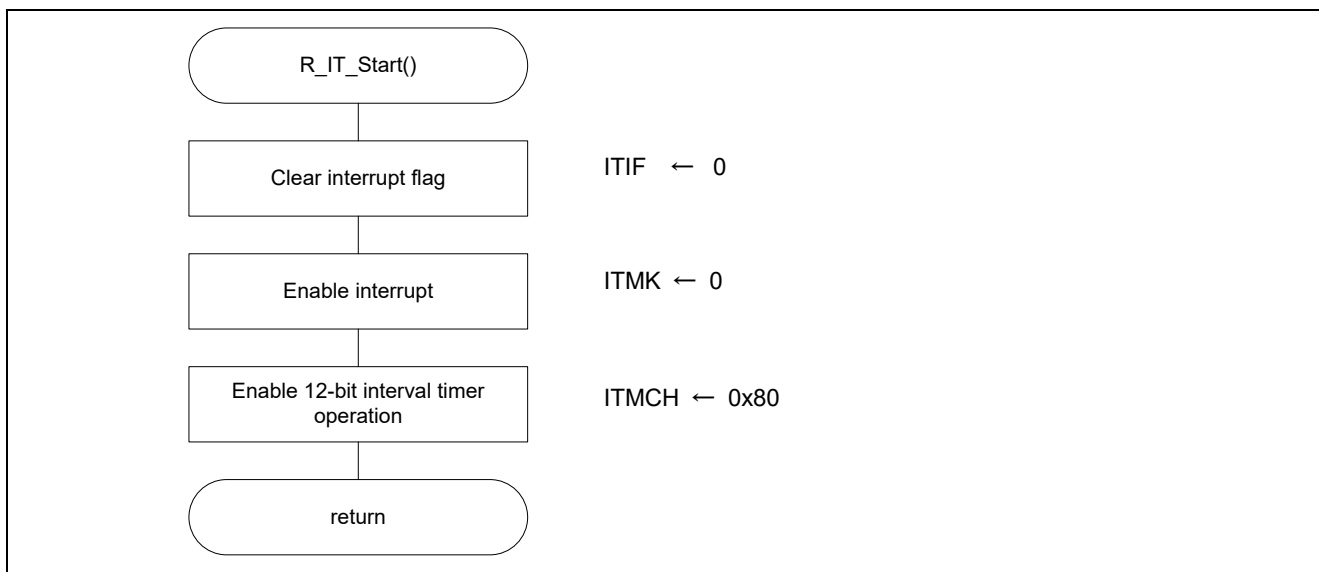 R_IT_Start()
Clear interrupt flag
ITIF ← 0
Enable interrupt
ITMK ← 0
Enable 12-bit interval timer
operation
ITMCH ← 0x80
return